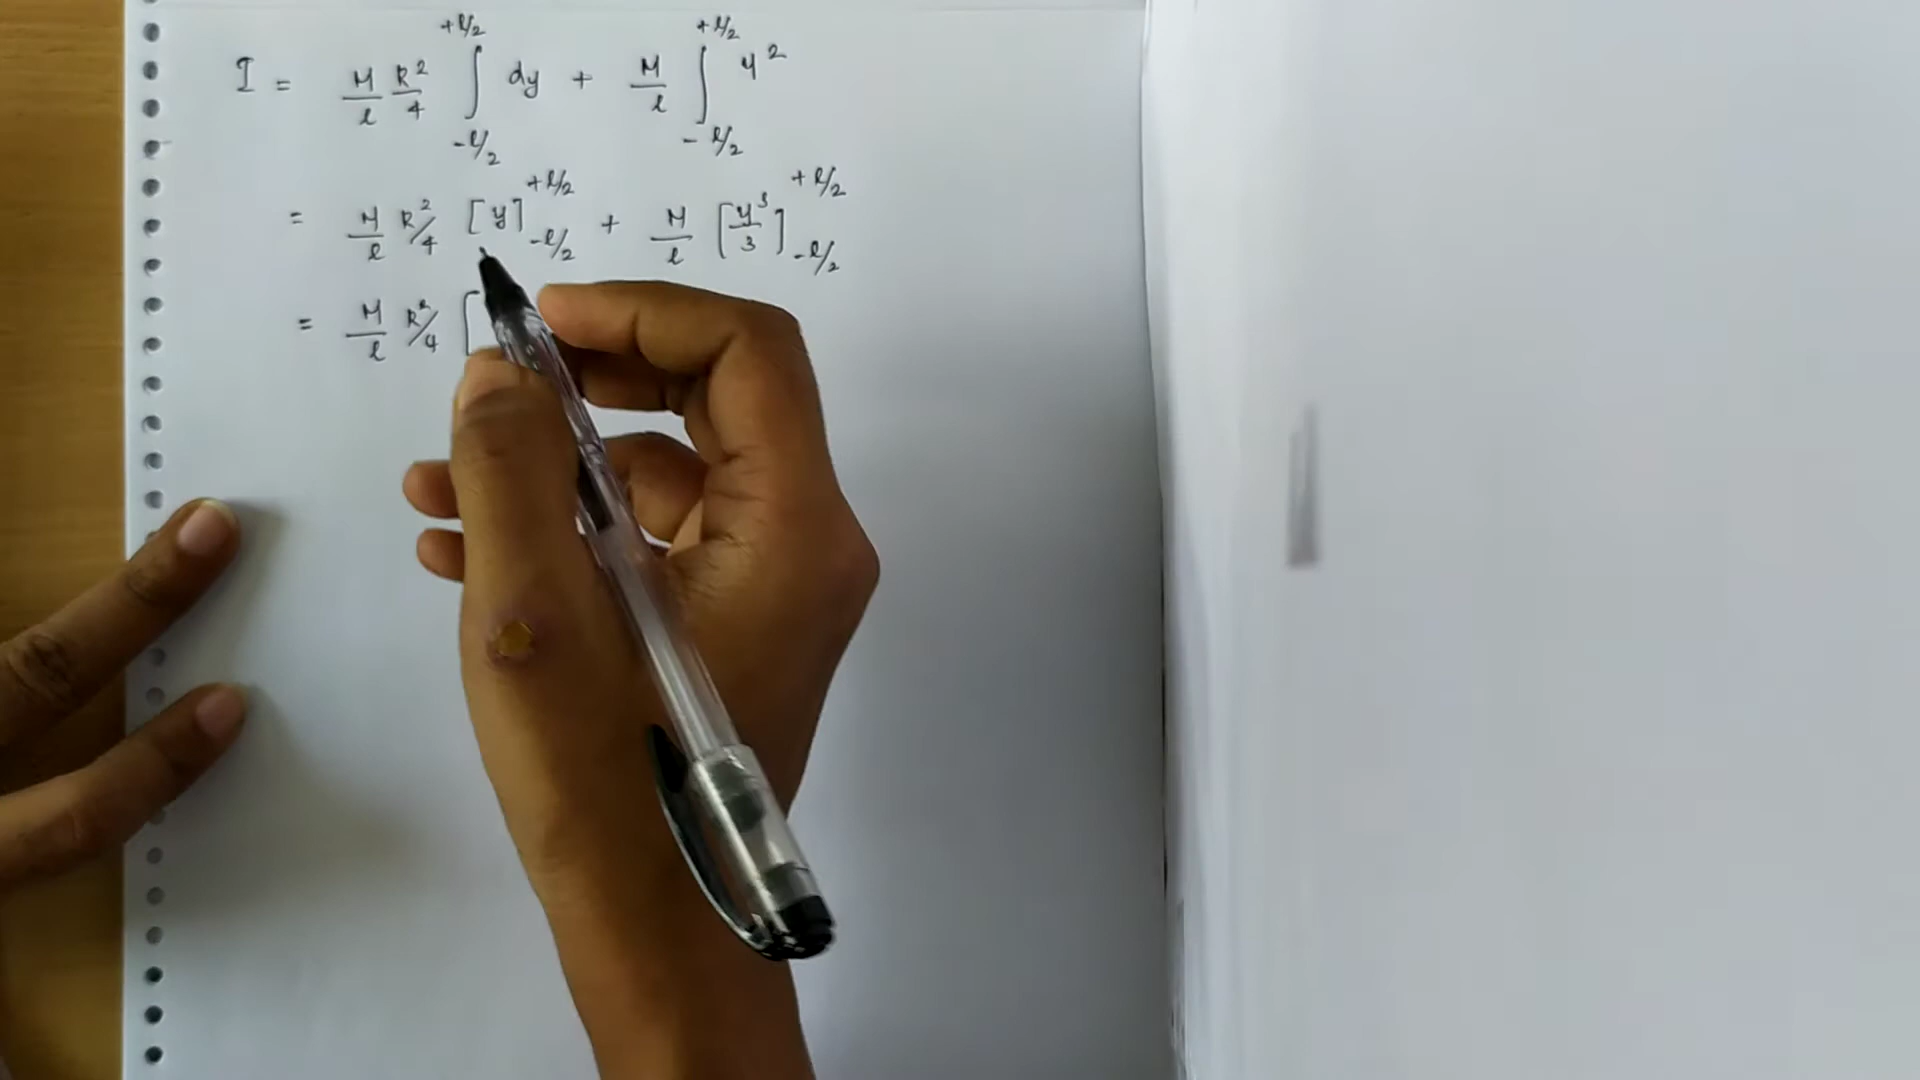 I = M/l R²/4 ∫_{-l/2}^{+l/2} dy + M/l ∫_{-l/2}^{+l/2} y²
= M/l R²/4 [y]_{-l/2}^{+l/2} + M/l [y³/3]_{-l/2}^{+l/2}
= M/l R²/4 [